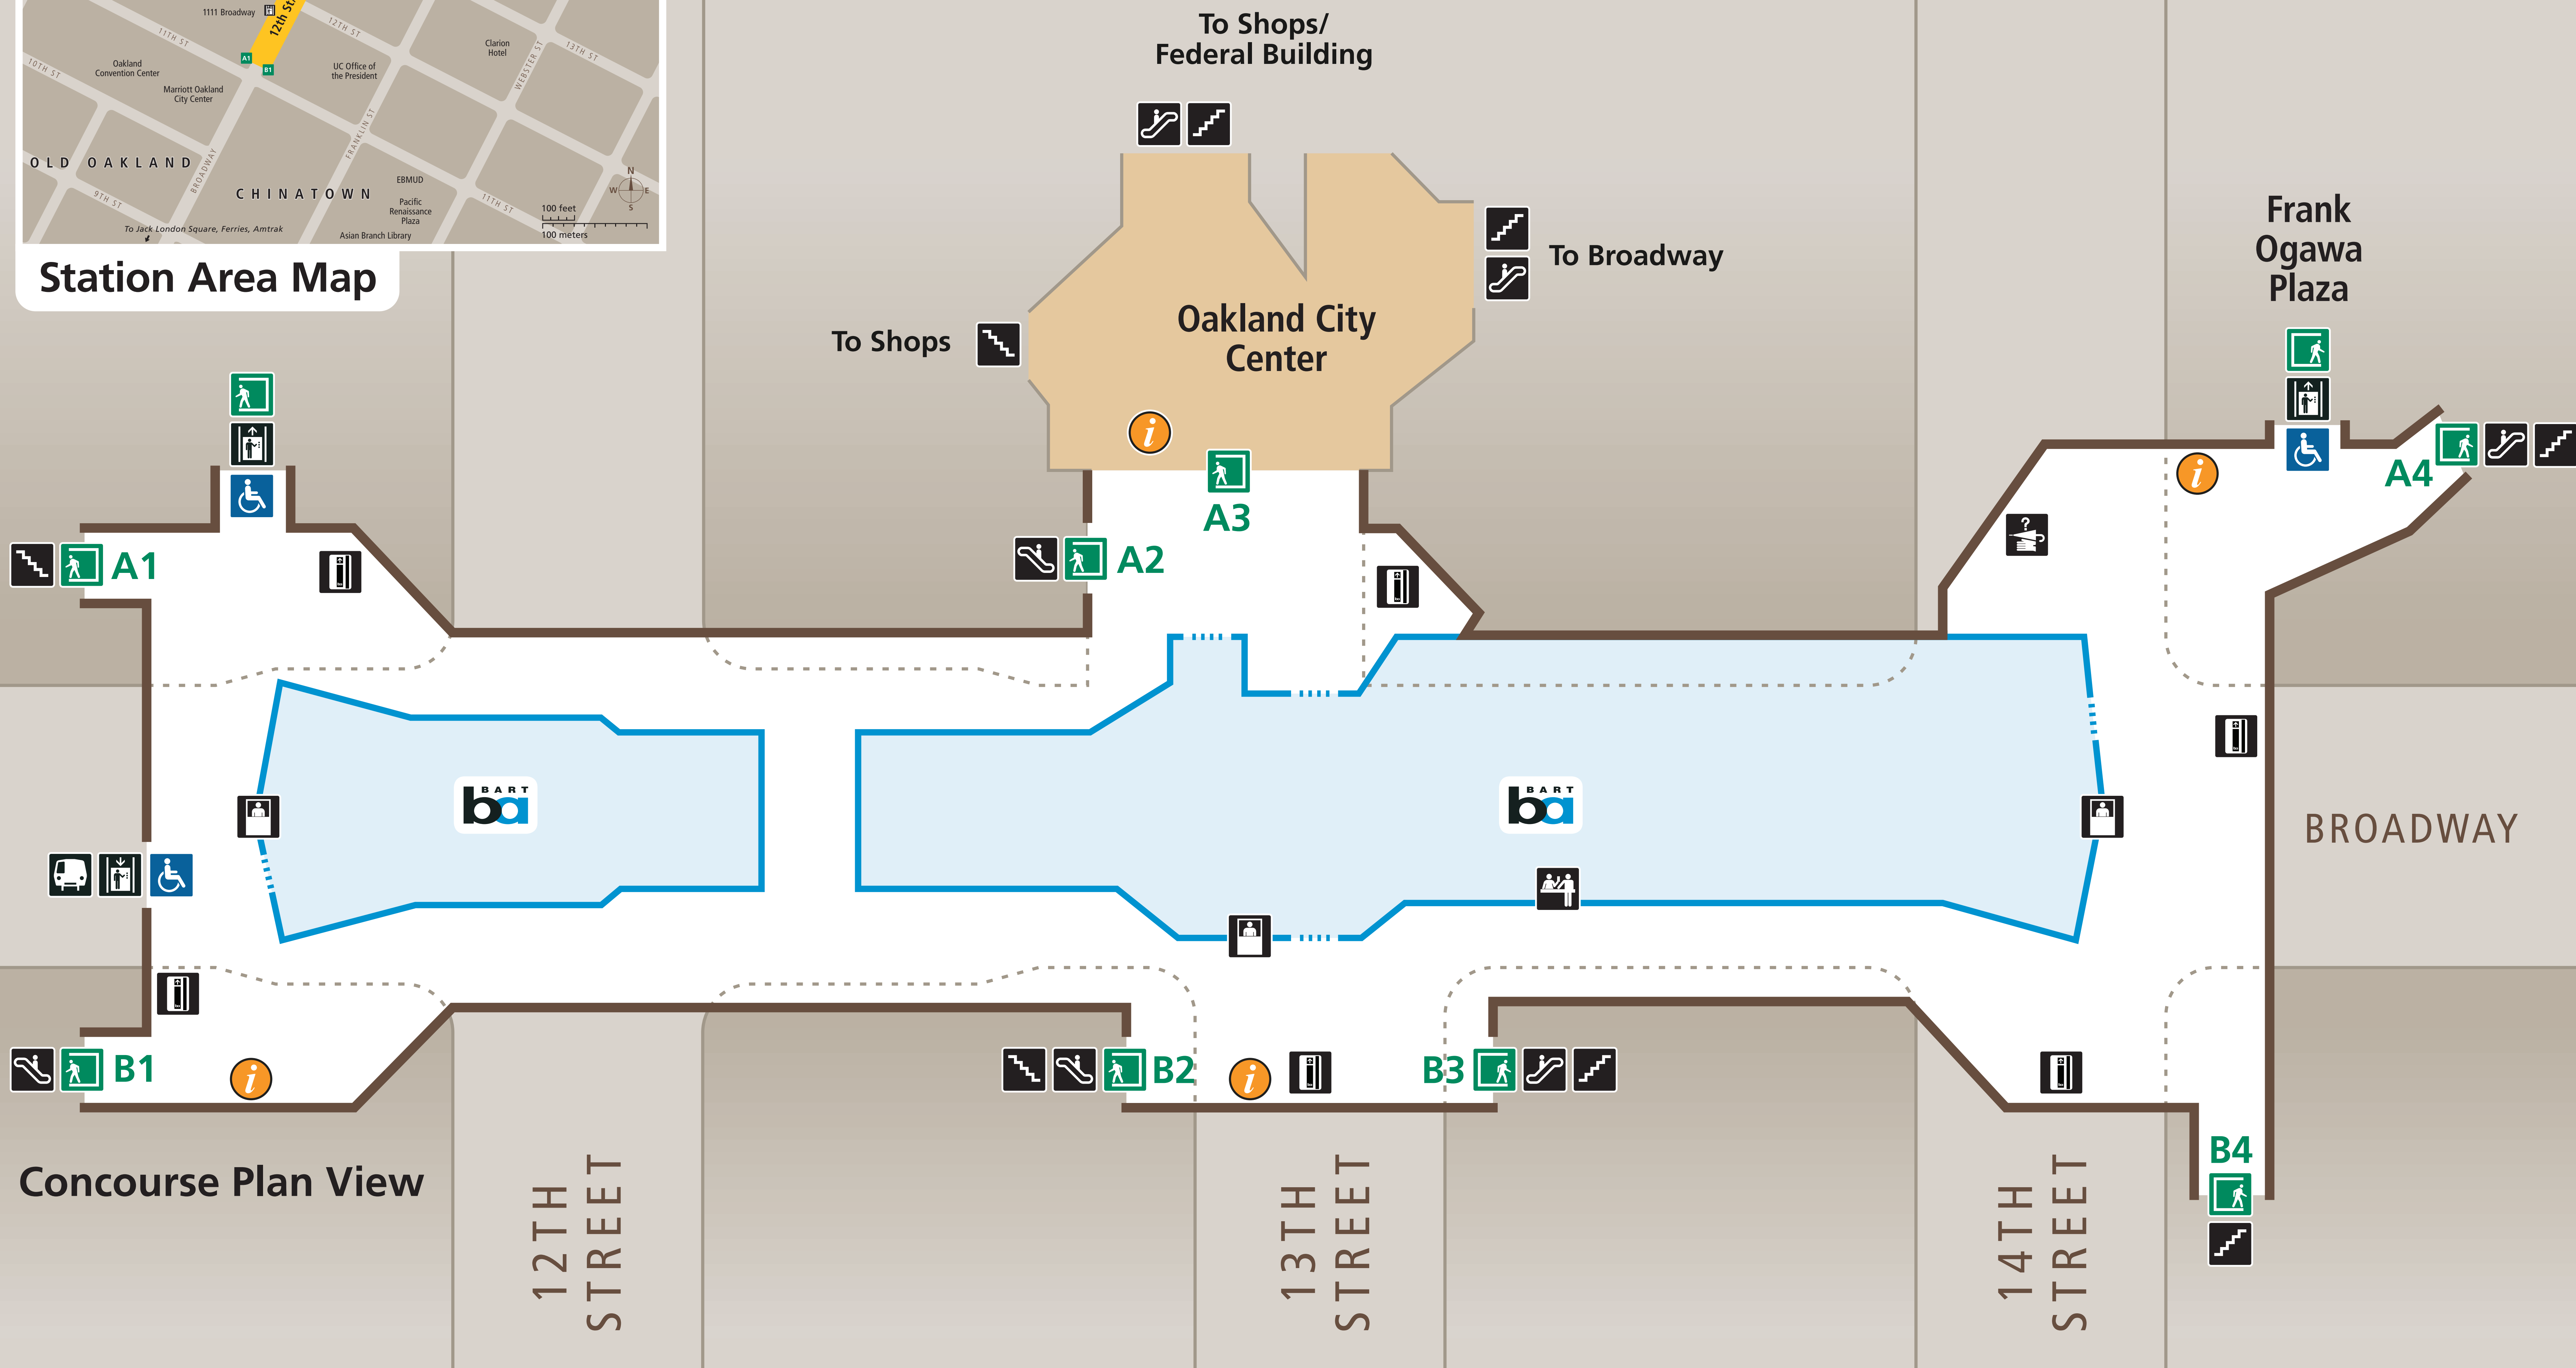 1111 Broadway
12th St
11TH ST
12TH ST
13TH ST
10TH ST
WEBSTER ST
Clarion
Hotel
Oakland
Convention Center
A1
B1
UC Office of
the President
Marriott Oakland
City Center
FRANKLIN ST
BROADWAY
OLD OAKLAND
CHINATOWN
9TH ST
11TH ST
EBMUD
Pacific
Renaissance
Plaza
Asian Branch Library
To Jack London Square, Ferries, Amtrak
N
W
E
S
100 feet
100 meters
Station Area Map
To Shops/
Federal Building
To Broadway
To Shops
Oakland City
Center
i
Frank
Ogawa
Plaza
A1
A2
A3
A4
i
?
BART
ba
BART
ba
BROADWAY
B1
i
B2
i
B3
B4
Concourse Plan View
12TH
STREET
13TH
STREET
14TH
STREET